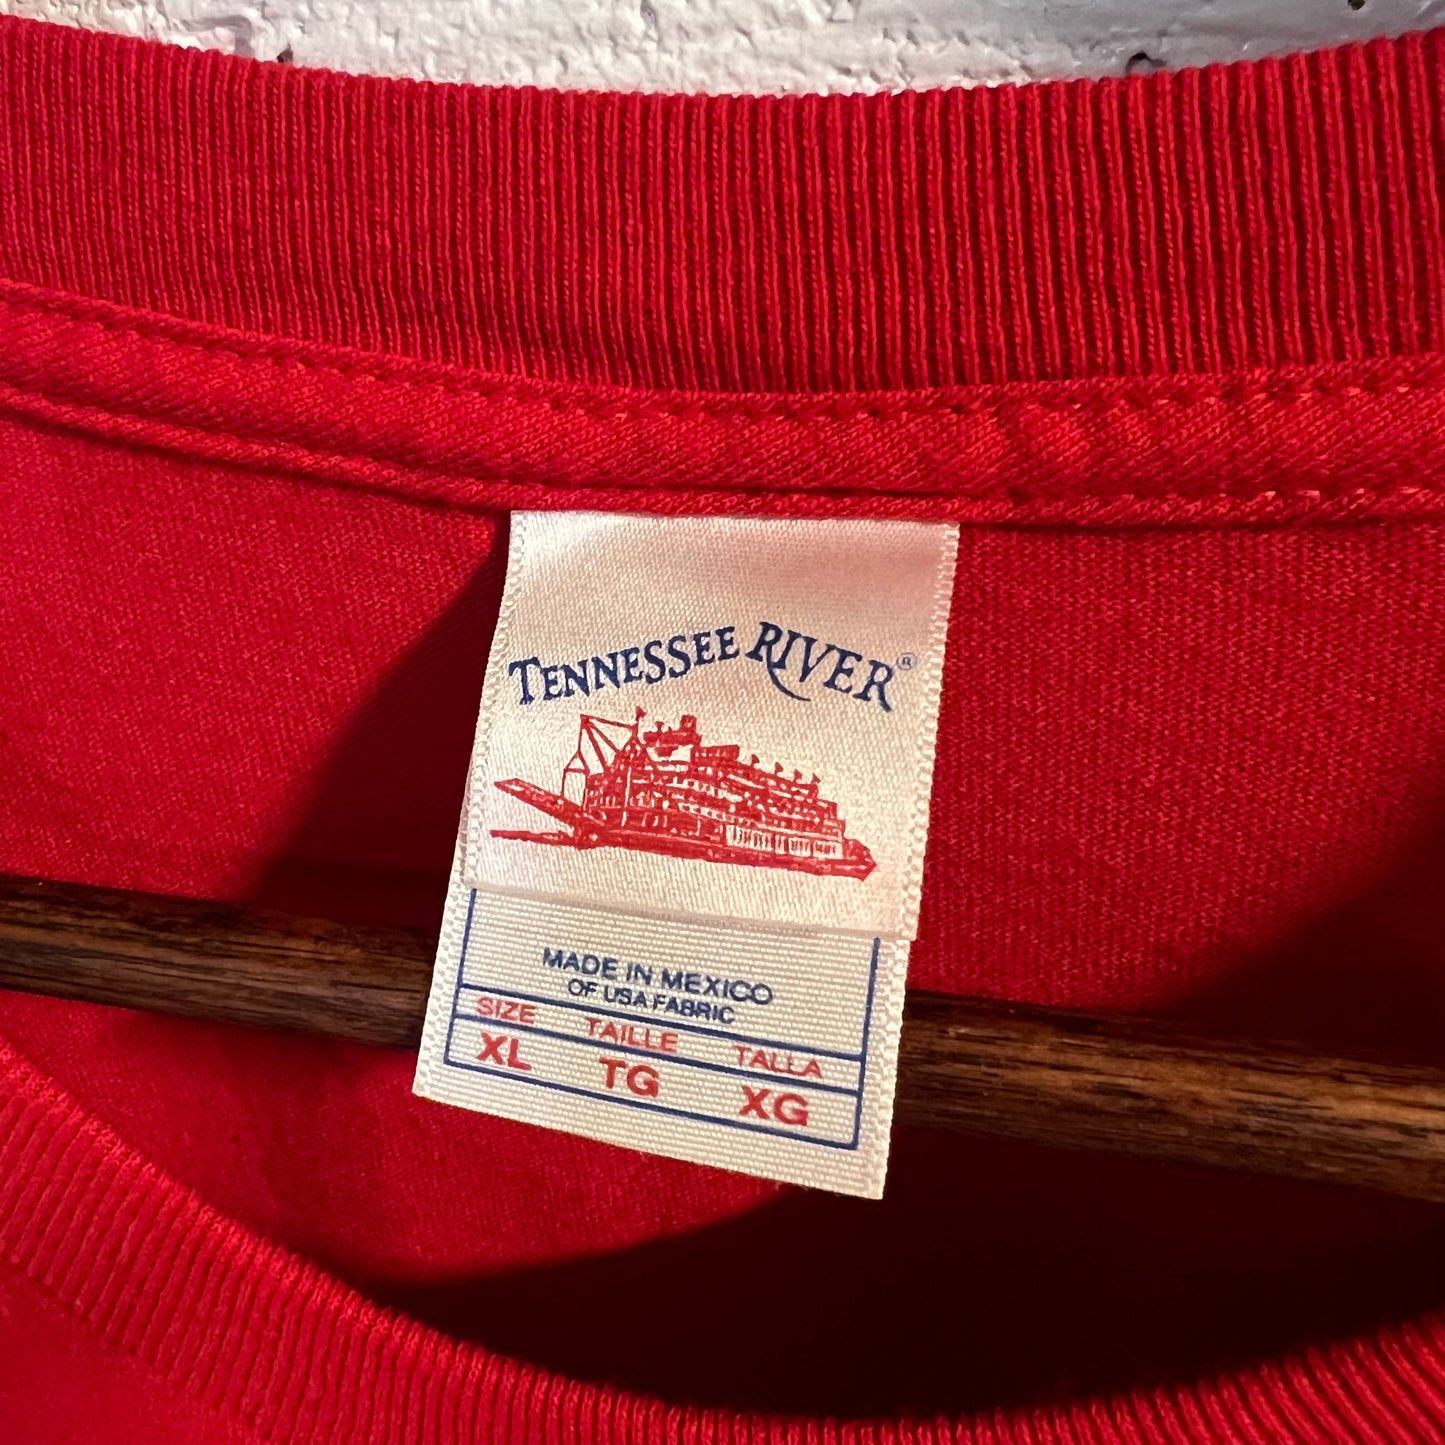 TENNESSEE RIVER®
MADE IN MEXICO
OF USA FABRIC
SIZE TAILLE TALLA
XL TG XG